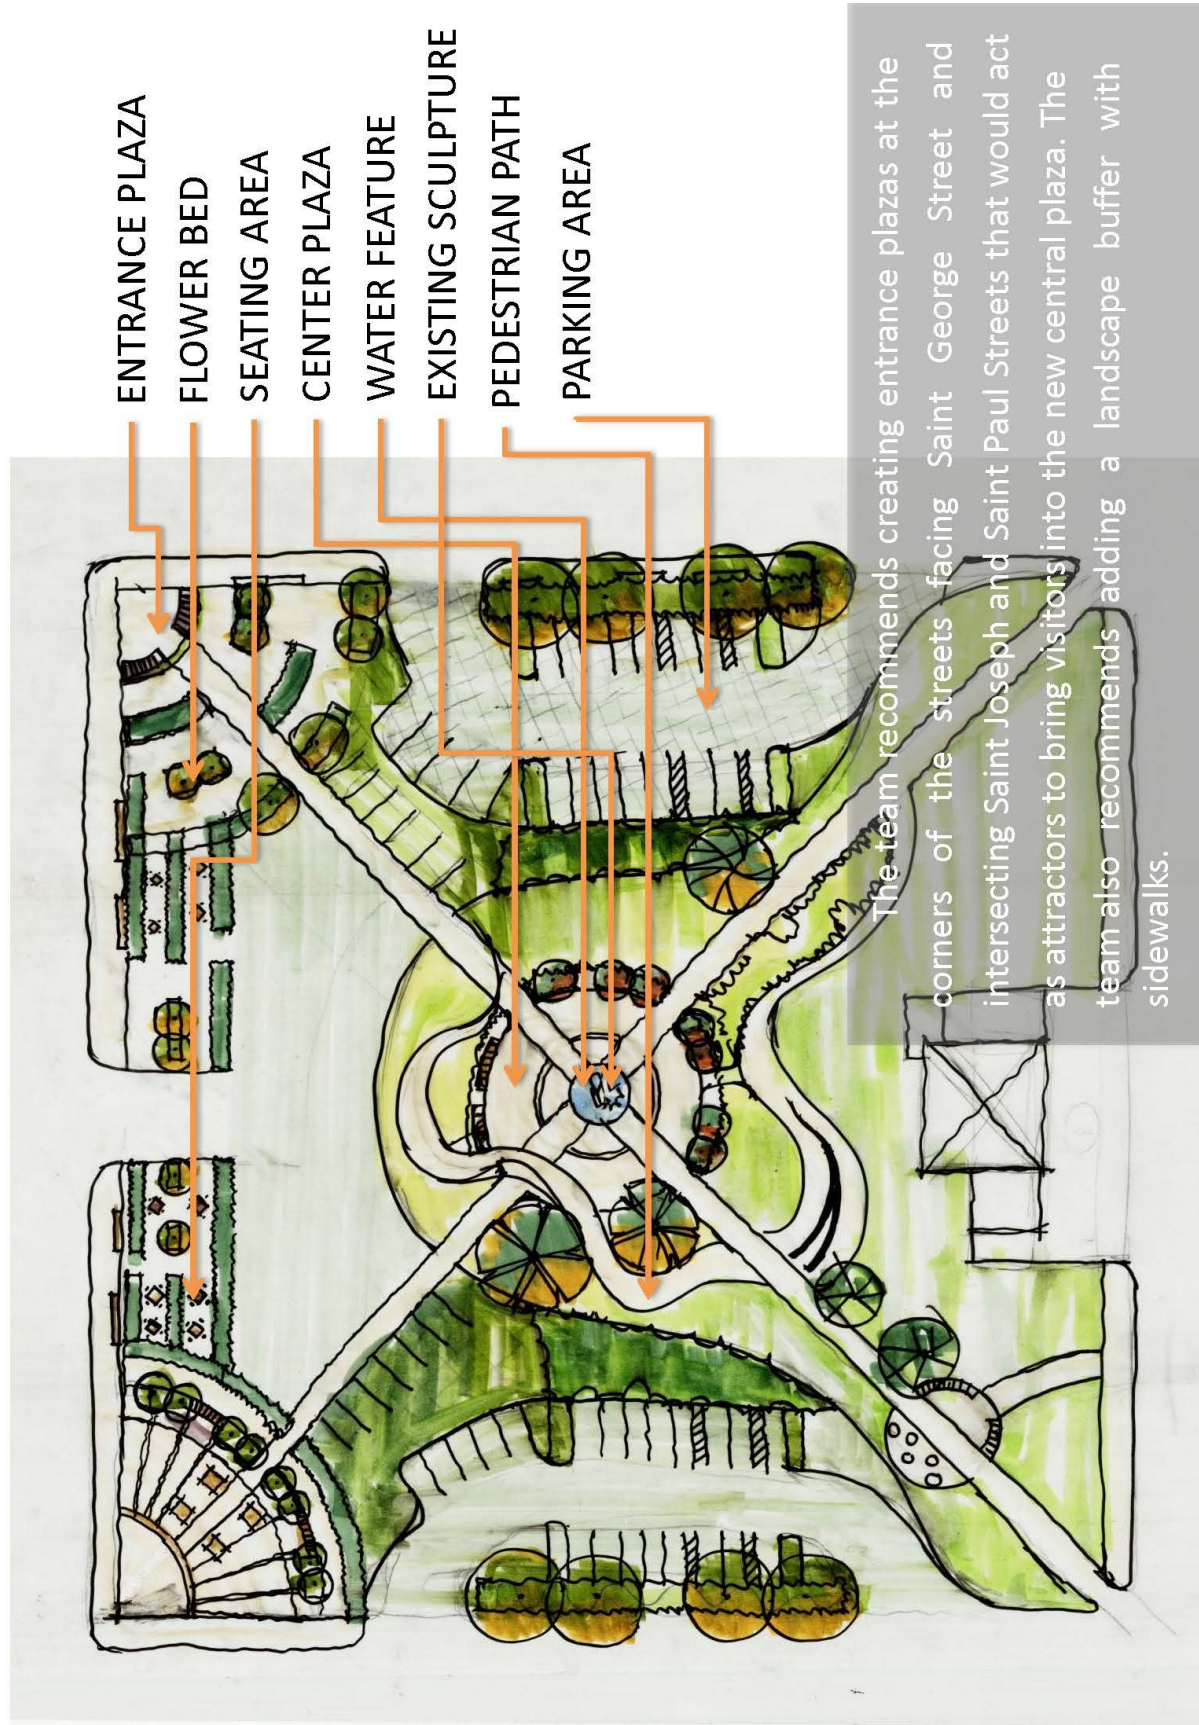 ENTRANCE PLAZA
FLOWER BED
SEATING AREA
CENTER PLAZA
WATER FEATURE
EXISTING SCULPTURE
PEDESTRIAN PATH
PARKING AREA
The team recommends creating entrance plazas at the
corners of the streets facing Saint George Street and
intersecting Saint Joseph and Saint Paul Streets that would act
as attractors to bring visitors into the new central plaza. The
team also recommends adding a landscape buffer with
sidewalks.